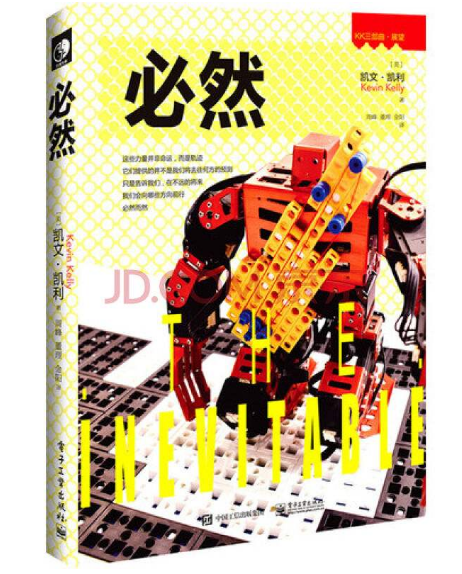 KK三部曲·展望
必然
[美]
凯文·凯利
Kevin Kelly
著
周峰 董理 金阳
译
这些力量并非命运,而是轨迹
它们提供的并不是我们将去往何方的预测
只是告诉我们,在不远的将来
我们会向哪些方向前行
必然而然
JD.COM
THE
INEVITABLE
中国工信出版集团
电子工业出版社
必然
[美]
Kevin Kelly
凯文·凯利
著
周峰 董理 金阳 译
电子工业出版社